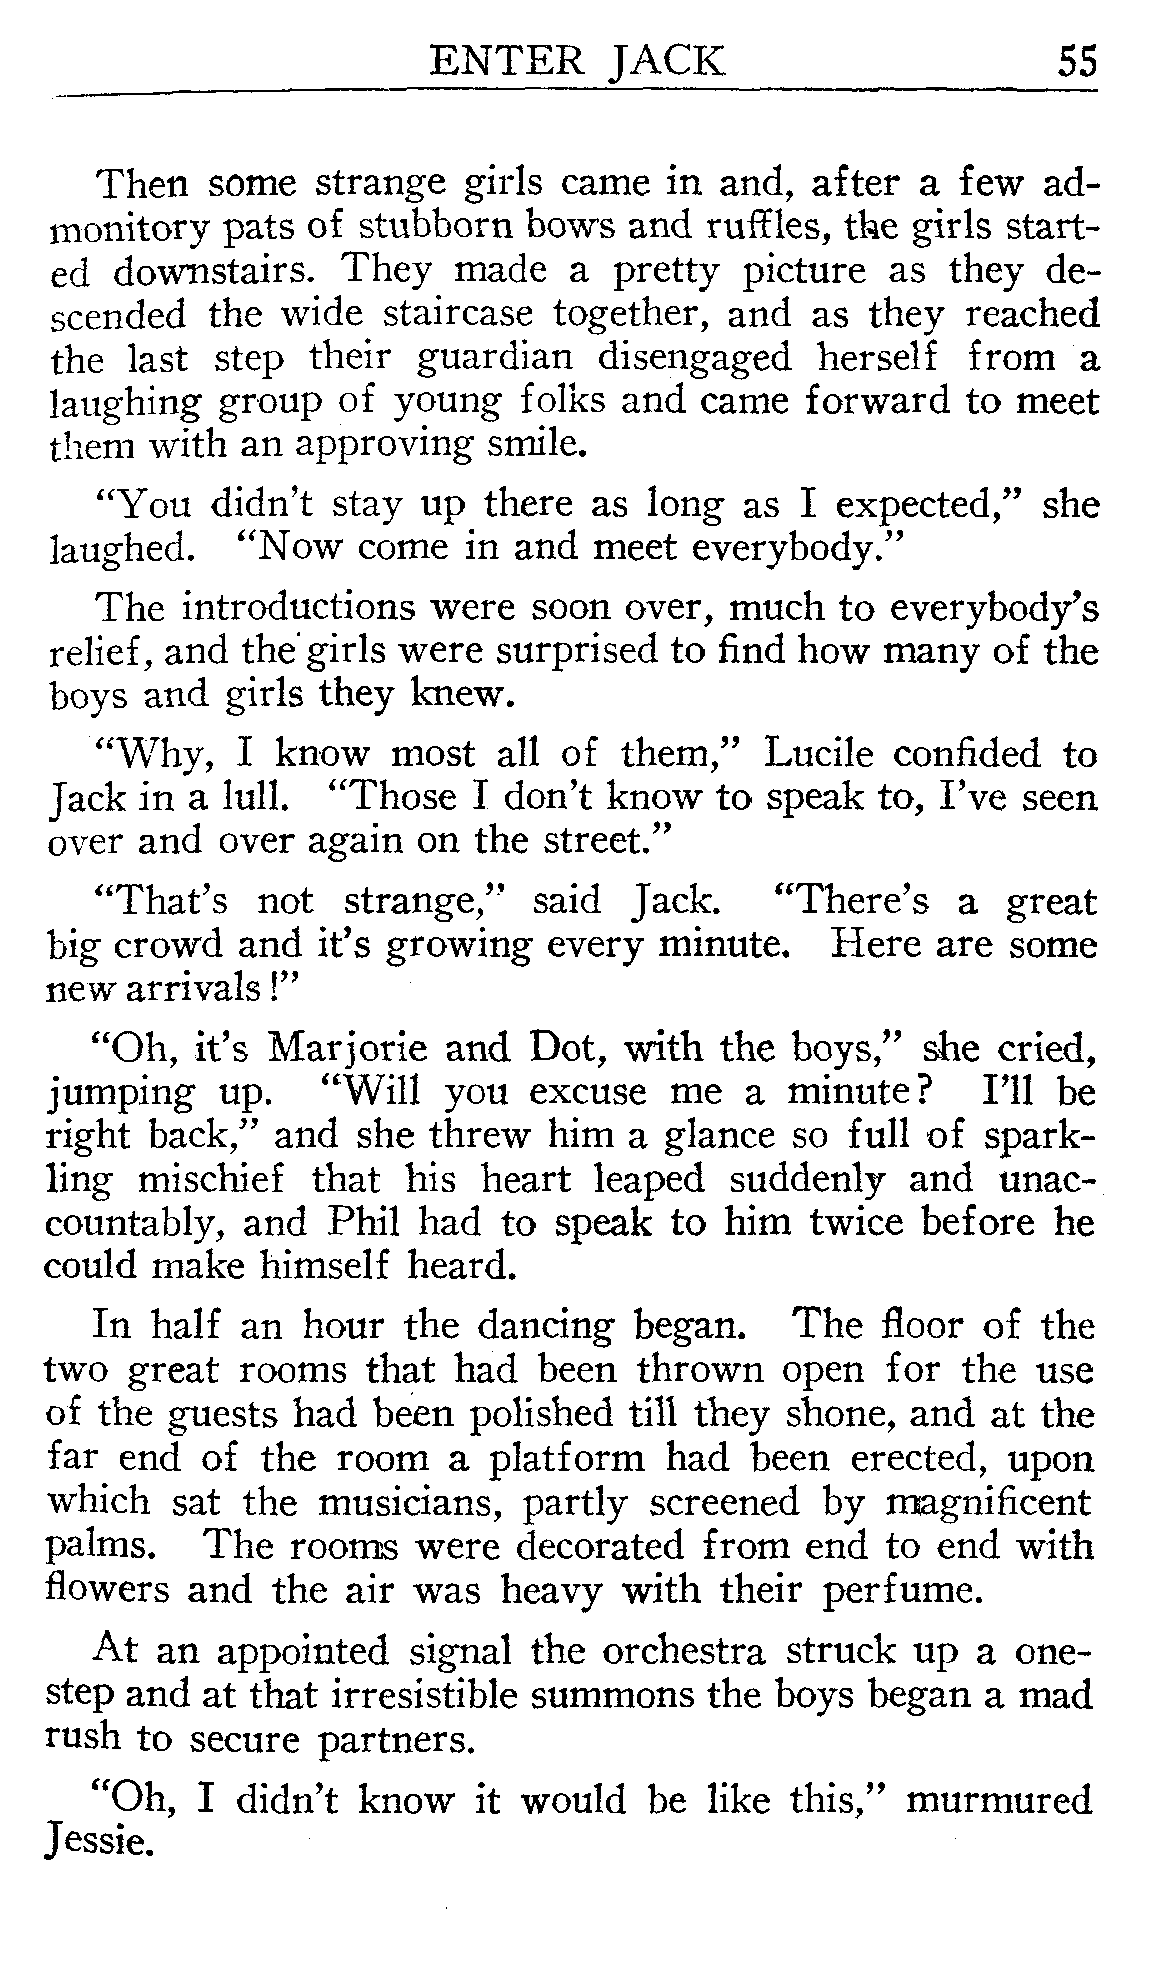 ENTER JACK 55
Then some strange girls came in and, after a few ad-
monitory pats of stubborn bows and ruffles, the girls start-
ed downstairs. They made a pretty picture as they de-
scended the wide staircase together, and as they reached
the last step their guardian disengaged herself from a
laughing group of young folks and came forward to meet
them with an approving smile.
“You didn’t stay up there as long as I expected,” she
laughed. “Now come in and meet everybody.”
The introductions were soon over, much to everybody’s
relief, and the girls were surprised to find how many of the
boys and girls they knew.
“Why, I know most all of them,” Lucile confided to
Jack in a lull. “Those I don’t know to speak to, I’ve seen
over and over again on the street.”
“That’s not strange,” said Jack. “There’s a great
big crowd and it’s growing every minute. Here are some
new arrivals!”
“Oh, it’s Marjorie and Dot, with the boys,” she cried,
jumping up. “Will you excuse me a minute? I’ll be
right back,” and she threw him a glance so full of spark-
ling mischief that his heart leaped suddenly and unac-
countably, and Phil had to speak to him twice before he
could make himself heard.
In half an hour the dancing began. The floor of the
two great rooms that had been thrown open for the use
of the guests had been polished till they shone, and at the
far end of the room a platform had been erected, upon
which sat the musicians, partly screened by magnificent
palms. The rooms were decorated from end to end with
flowers and the air was heavy with their perfume.
At an appointed signal the orchestra struck up a one-
step and at that irresistible summons the boys began a mad
rush to secure partners.
“Oh, I didn’t know it would be like this,” murmured
Jessie.